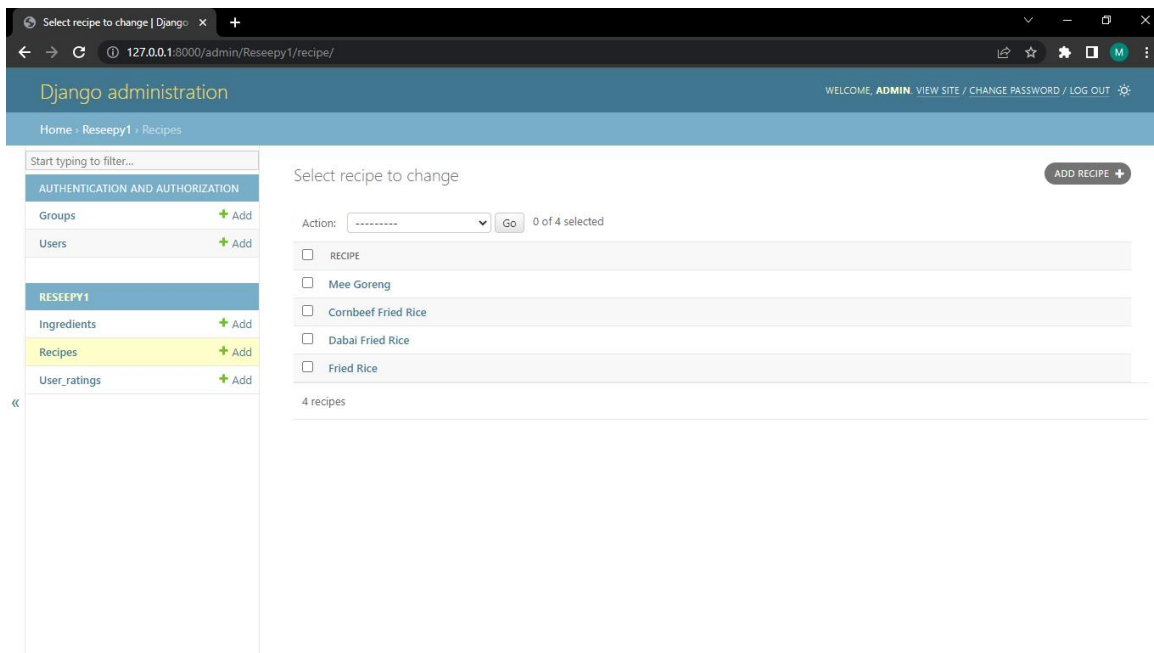 Select recipe to change | Django
127.0.0.1:8000/admin/Reseepy1/recipe/
M
Django administration
WELCOME, ADMIN. VIEW SITE / CHANGE PASSWORD / LOG OUT
Home › Reseepy1 › Recipes
Start typing to filter...
AUTHENTICATION AND AUTHORIZATION
Groups + Add
Users + Add
RESEEPY1
Ingredients + Add
Recipes + Add
User_ratings + Add
«
Select recipe to change
ADD RECIPE +
Action: --------- Go 0 of 4 selected
RECIPE
Mee Goreng
Cornbeef Fried Rice
Dabai Fried Rice
Fried Rice
4 recipes